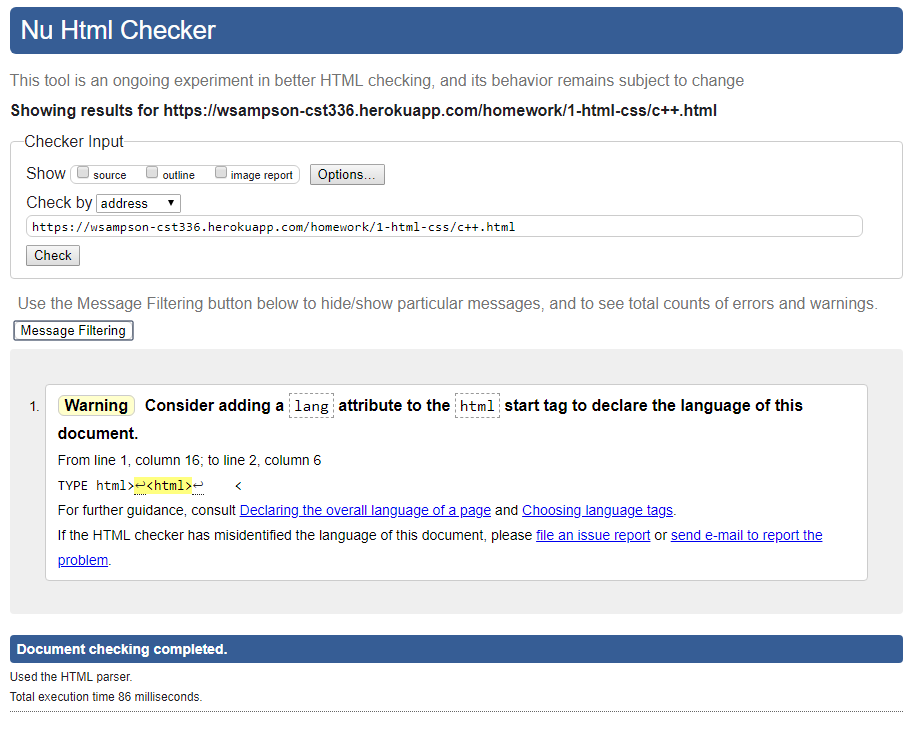 Nu Html Checker
This tool is an ongoing experiment in better HTML checking, and its behavior remains subject to change
Showing results for https://wsampson-cst336.herokuapp.com/homework/1-html-css/c++.html
Checker Input
Show source outline image report Options...
Check by address ▼
https://wsampson-cst336.herokuapp.com/homework/1-html-css/c++.html
Check
Use the Message Filtering button below to hide/show particular messages, and to see total counts of errors and warnings.
Message Filtering
1. Warning Consider adding a lang attribute to the html start tag to declare the language of this
document.
From line 1, column 16; to line 2, column 6
TYPE html>↩<html>↩    <
For further guidance, consult Declaring the overall language of a page and Choosing language tags.
If the HTML checker has misidentified the language of this document, please file an issue report or send e-mail to report the
problem.
Document checking completed.
Used the HTML parser.
Total execution time 86 milliseconds.